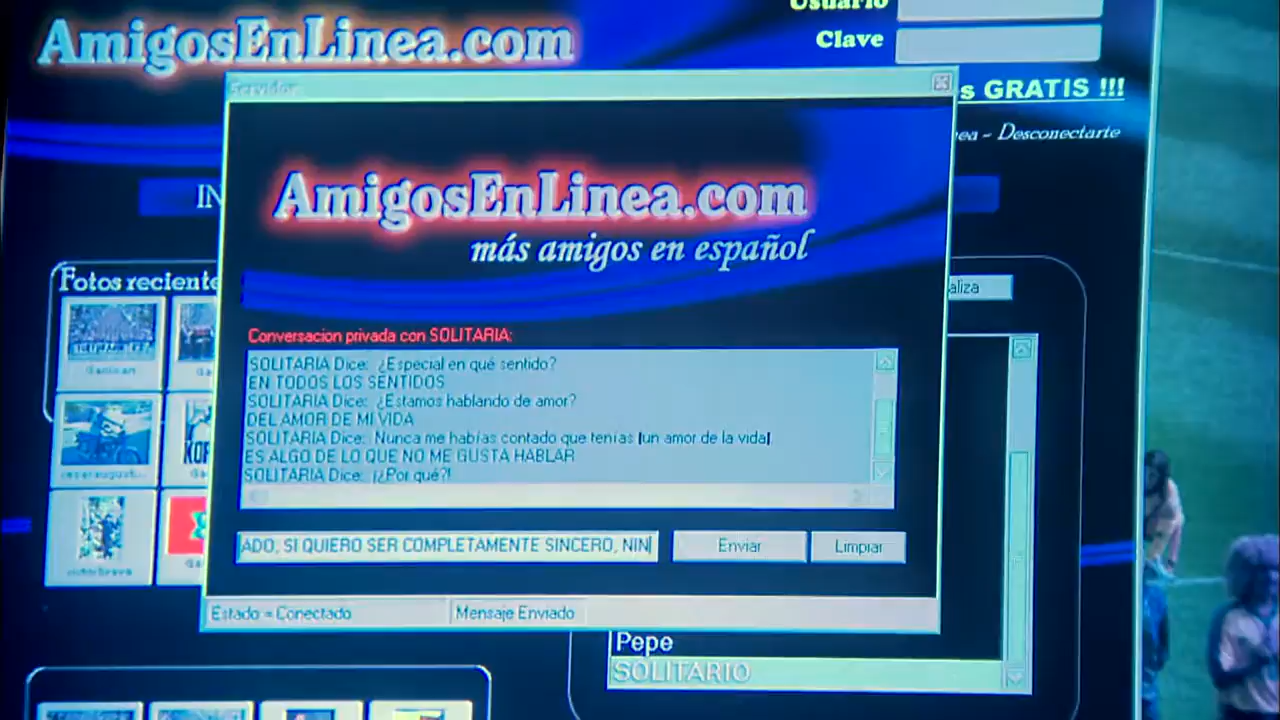 Usuario
AmigosEnLinea.com
Clave
Servidor
s GRATIS !!!
ea - Desconectarte
IN
AmigosEnLinea.com
más amigos en español
Fotos reciente
aliza
Conversacion privada con SOLITARIA:
SOLITARIA Dice: ¿Especial en qué sentido?
EN TODOS LOS SENTIDOS
SOLITARIA Dice: ¿Estamos hablando de amor?
DEL AMOR DE MI VIDA
SOLITARIA Dice: Nunca me habías contado que tenías (un amor de la vida)
ES ALGO DE LO QUE NO ME GUSTA HABLAR
SOLITARIA Dice: ¡¿Por qué?!
ADO, SI QUIERO SER COMPLETAMENTE SINCERO, NIN
Enviar
Limpiar
Estado = Conectado
Mensaje Enviado
Pepe
SOLITARIO